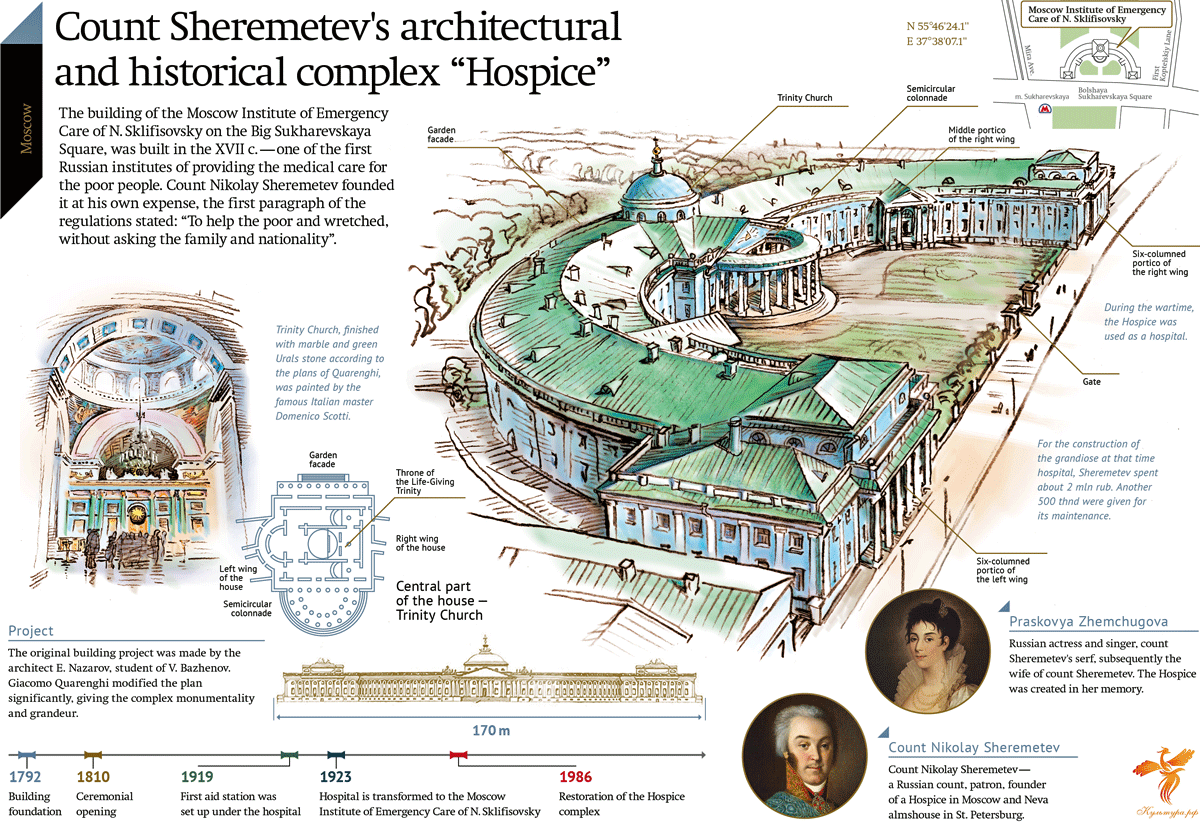 Moscow
Count Sheremetev's architectural
and historical complex “Hospice”
The building of the Moscow Institute of Emergency
Care of N. Sklifisovsky on the Big Sukharevskaya
Square, was built in the XVII c. — one of the first
Russian institutes of providing the medical care for
the poor people. Count Nikolay Sheremetev founded
it at his own expense, the first paragraph of the
regulations stated: “To help the poor and wretched,
without asking the family and nationality”.
N 55°46'24.1"
E 37°38'07.1"
Moscow Institute of Emergency
Care of N. Sklifisovsky
Mira Ave.
First
Koptelskiy Lane
m. Sukharevskaya
Bolshaya
Sukharevskaya Square
Garden
facade
Trinity Church
Semicircular
colonnade
Middle portico
of the right wing
Six-columned
portico of
the right wing
During the wartime,
the Hospice was
used as a hospital.
Gate
For the construction of
the grandiose at that time
hospital, Sheremetev spent
about 2 mln rub. Another
500 thnd were given for
its maintenance.
Six-columned
portico of
the left wing
Trinity Church, finished
with marble and green
Urals stone according to
the plans of Quarenghi,
was painted by the
famous Italian master
Domenico Scotti.
Garden
facade
Throne of
the Life-Giving
Trinity
Right wing
of the house
Left wing
of the
house
Semicircular
colonnade
Central part
of the house —
Trinity Church
Project
The original building project was made by the
architect E. Nazarov, student of V. Bazhenov.
Giacomo Quarenghi modified the plan
significantly, giving the complex monumentality
and grandeur.
170 m
1792
Building
foundation
1810
Ceremonial
opening
1919
First aid station was
set up under the hospital
1923
Hospital is transformed to the Moscow
Institute of Emergency Care of N. Sklifisovsky
1986
Restoration of the Hospice
complex
Praskovya Zhemchugova
Russian actress and singer, count
Sheremetev's serf, subsequently the
wife of count Sheremetev. The Hospice
was created in her memory.
Count Nikolay Sheremetev
Count Nikolay Sheremetev —
a Russian count, patron, founder
of a Hospice in Moscow and Neva
almshouse in St. Petersburg.
Культура.рф